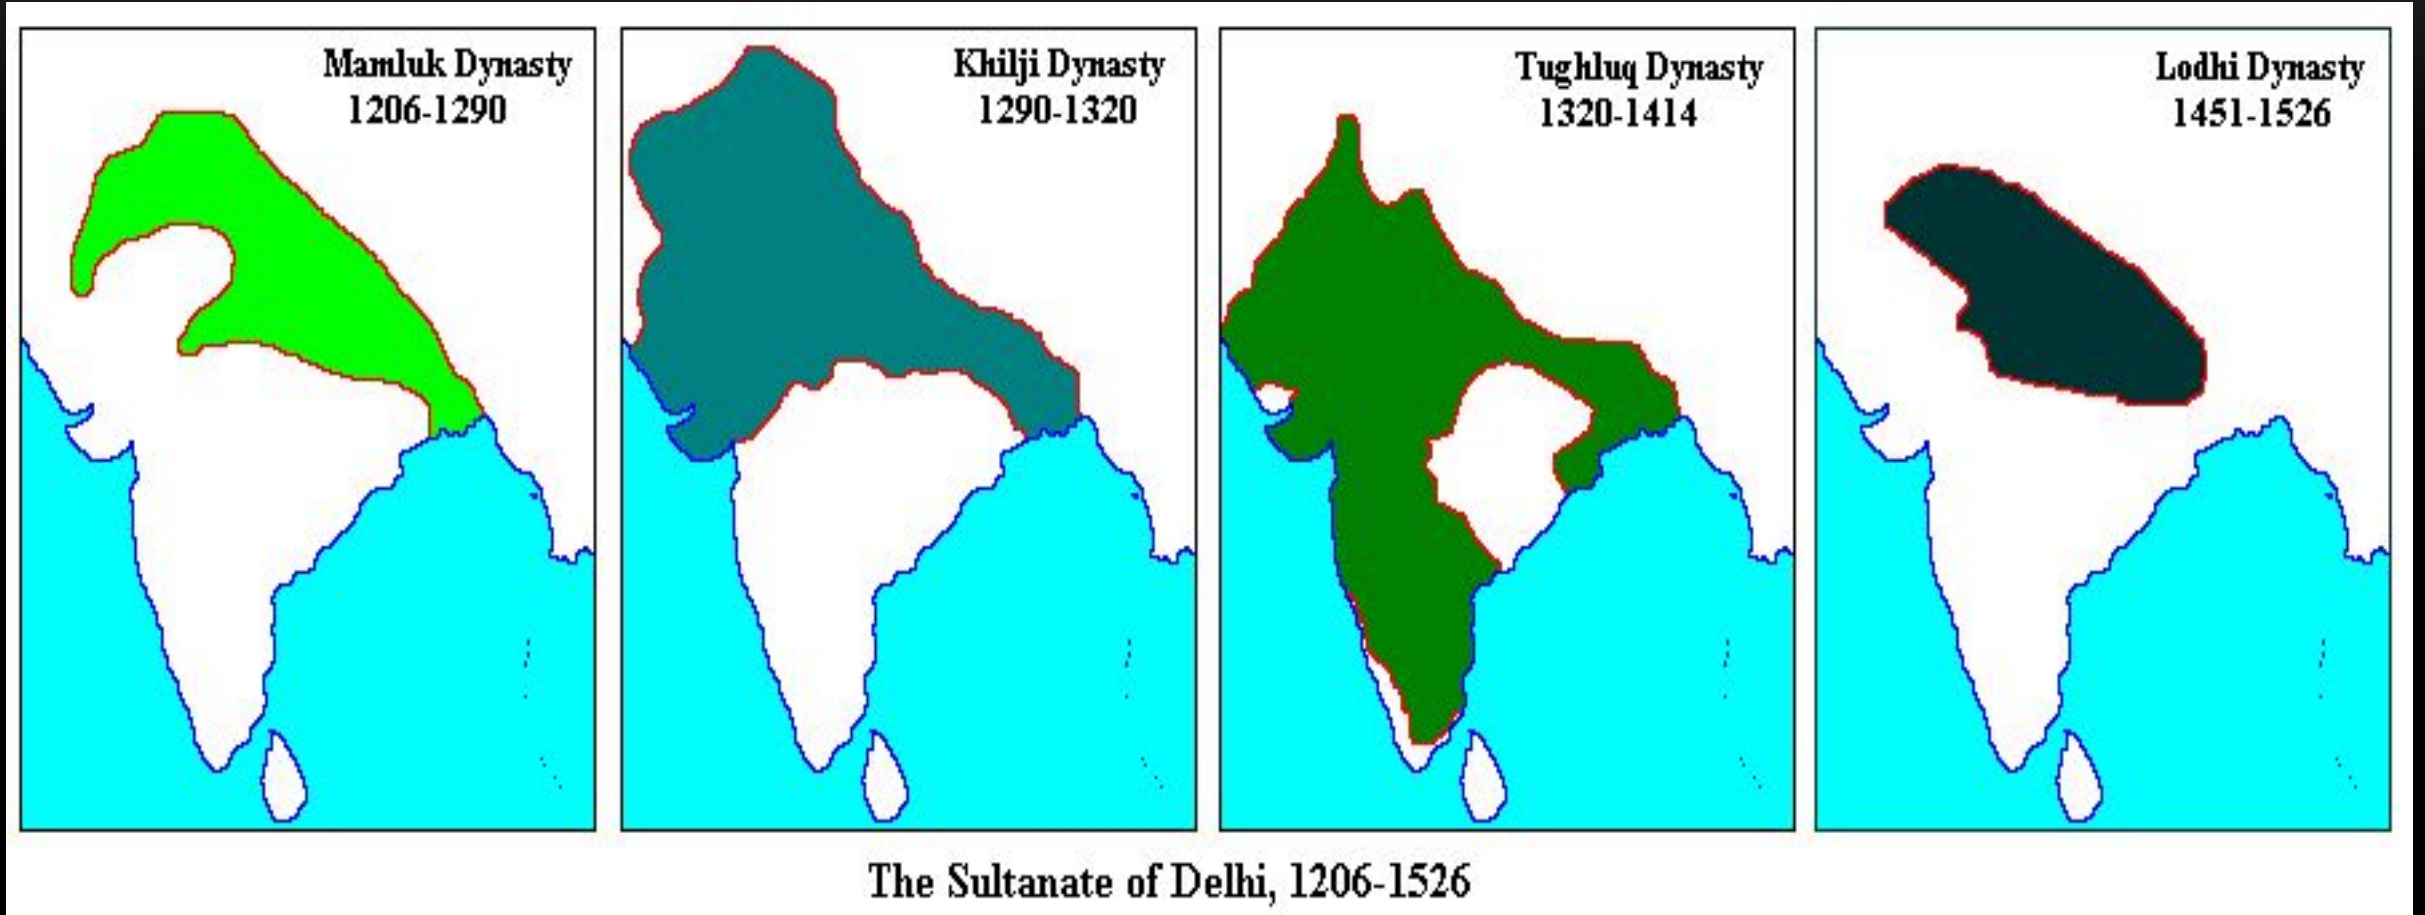 Mamluk Dynasty
1206-1290
Khilji Dynasty
1290-1320
Tughluq Dynasty
1320-1414
Lodhi Dynasty
1451-1526
The Sultanate of Delhi, 1206-1526